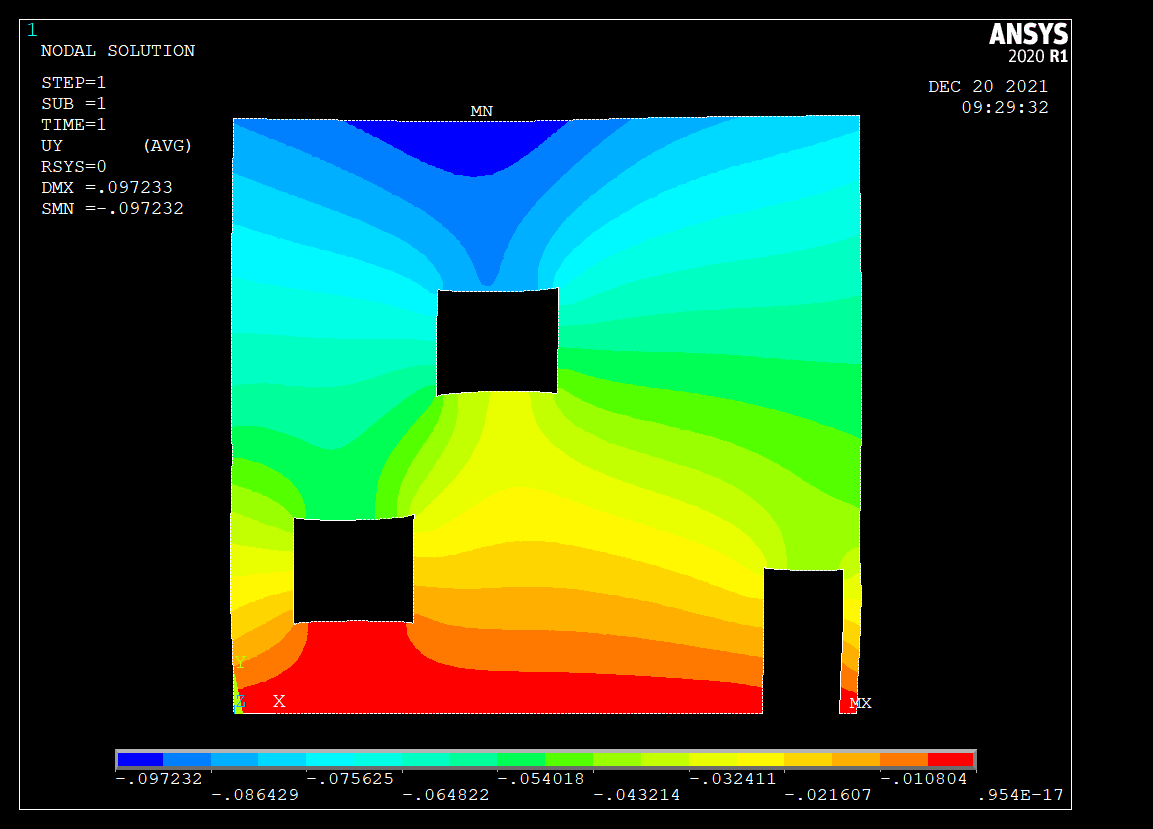 1
NODAL SOLUTION
STEP=1
SUB =1
TIME=1
UY (AVG)
RSYS=0
DMX =.097233
SMN =-.097232
ANSYS
2020 R1
DEC 20 2021
09:29:32
MN
Y
Z X
MX
-.097232 -.075625 -.054018 -.032411 -.010804
-.086429 -.064822 -.043214 -.021607 .954E-17